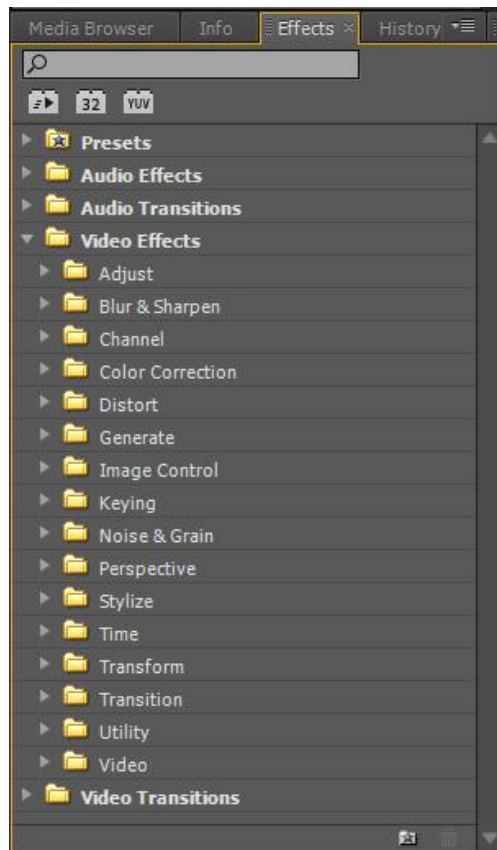 Media Browser Info Effects × History
32 YUV
Presets
Audio Effects
Audio Transitions
Video Effects
Adjust
Blur & Sharpen
Channel
Color Correction
Distort
Generate
Image Control
Keying
Noise & Grain
Perspective
Stylize
Time
Transform
Transition
Utility
Video
Video Transitions